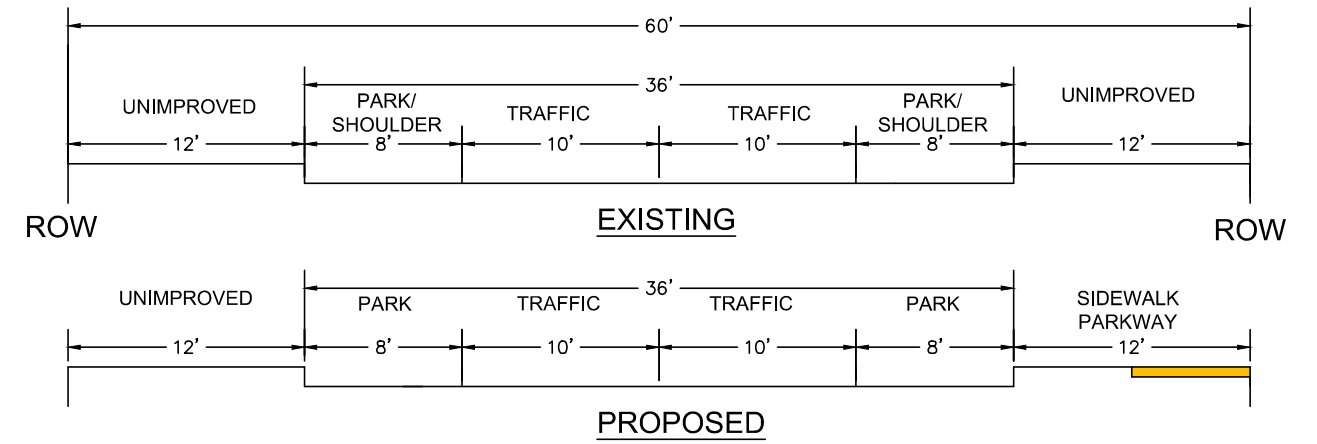 60'
36'
UNIMPROVED
PARK/
SHOULDER
TRAFFIC
TRAFFIC
PARK/
SHOULDER
UNIMPROVED
12'
8'
10'
10'
8'
12'
ROW
EXISTING
ROW
36'
UNIMPROVED
PARK
TRAFFIC
TRAFFIC
PARK
SIDEWALK
PARKWAY
12'
8'
10'
10'
8'
12'
PROPOSED